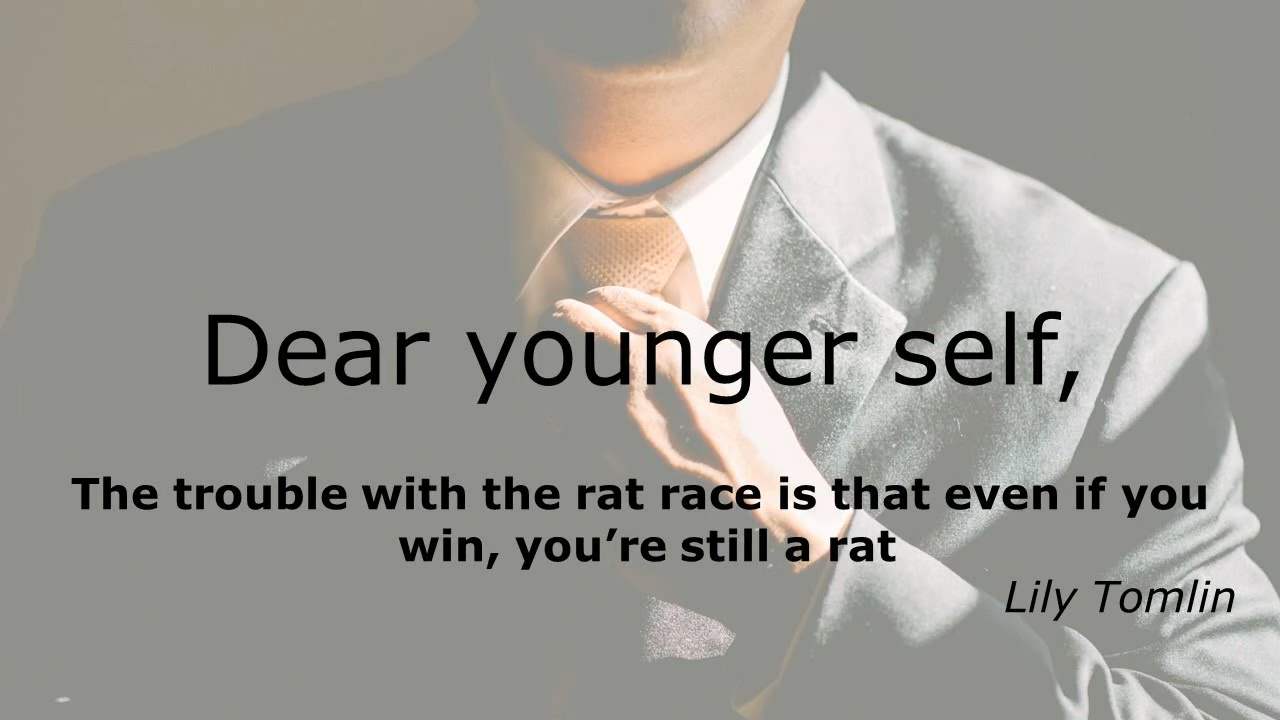 Dear younger self,
The trouble with the rat race is that even if you
win, you’re still a rat
Lily Tomlin